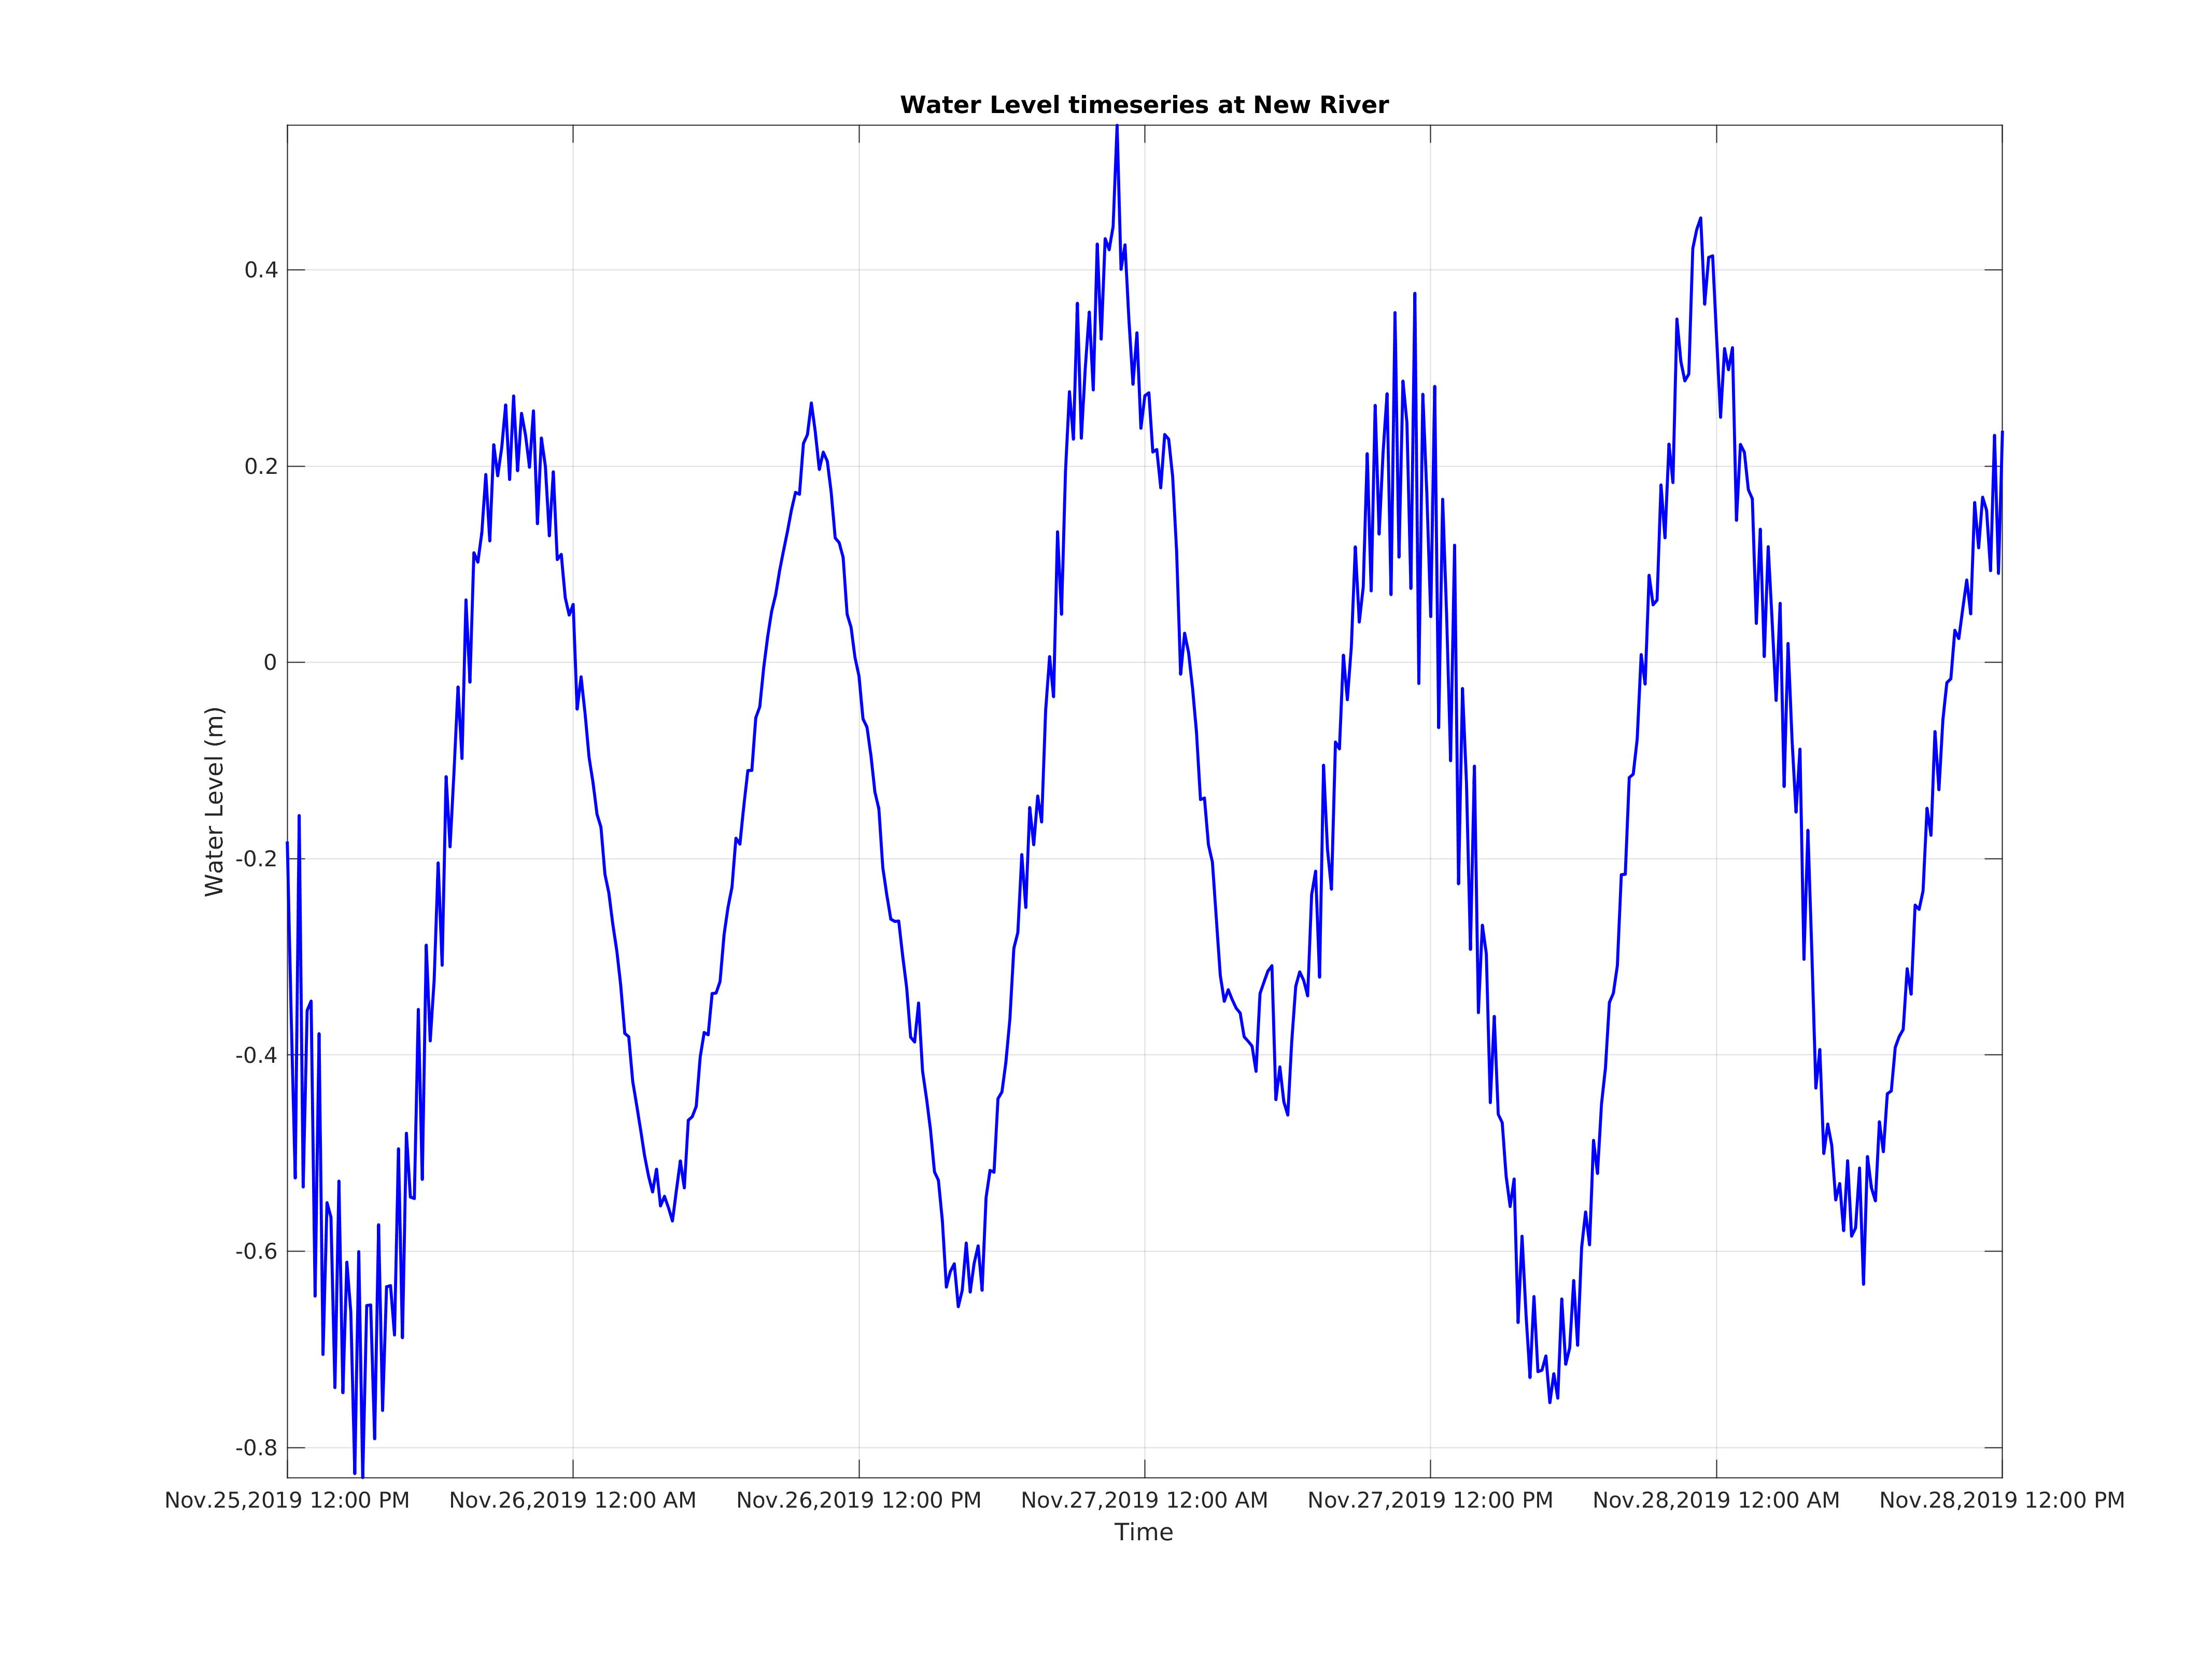 Water Level timeseries at New River
Water Level (m)
0.4
0.2
0
-0.2
-0.4
-0.6
-0.8
Nov.25,2019 12:00 PM Nov.26,2019 12:00 AM Nov.26,2019 12:00 PM Nov.27,2019 12:00 AM Nov.27,2019 12:00 PM Nov.28,2019 12:00 AM Nov.28,2019 12:00 PM
Time